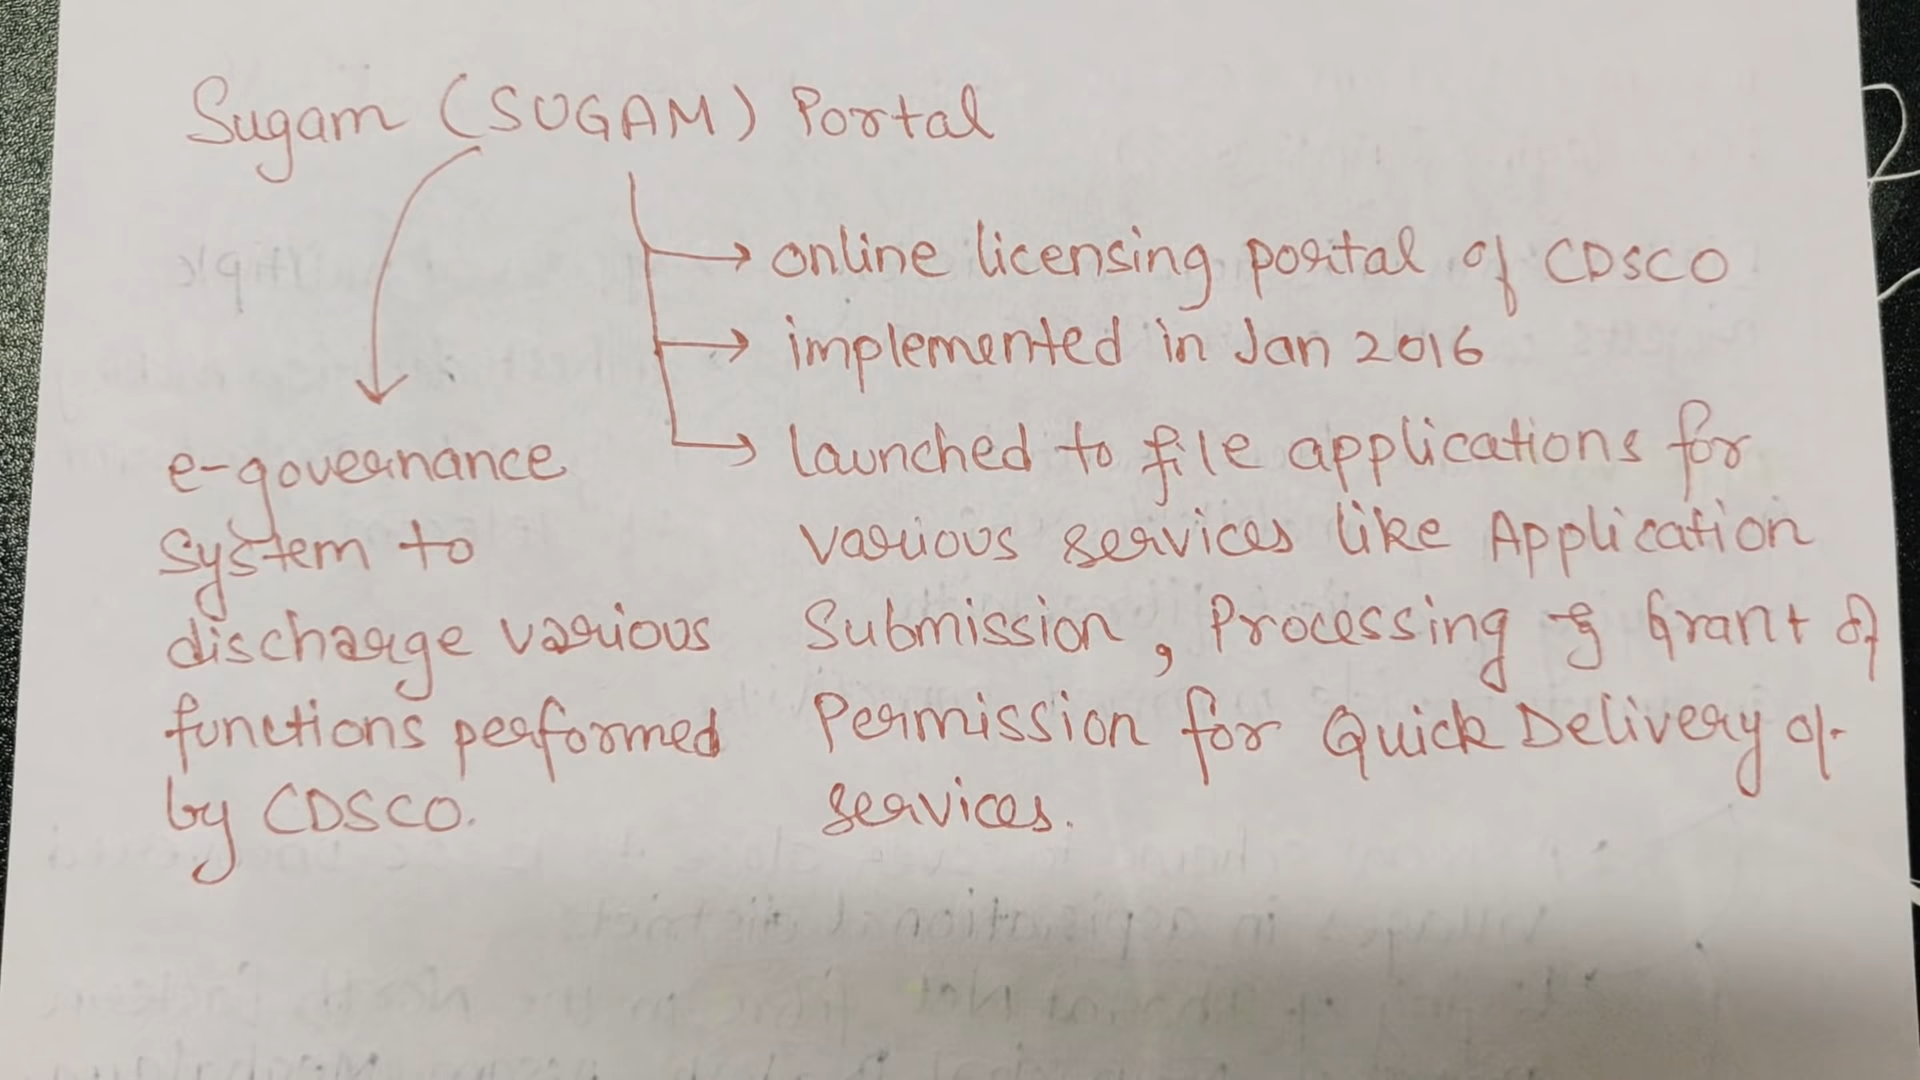 Sugam (SUGAM) Portal
→ online licensing portal of CDSCO
→ implemented in Jan 2016
→ launched to file applications for
various services like Application
Submission, Processing & Grant of
Permission for Quick Delivery of
services.
e-governance
system to
discharge various
functions performed
by CDSCO.